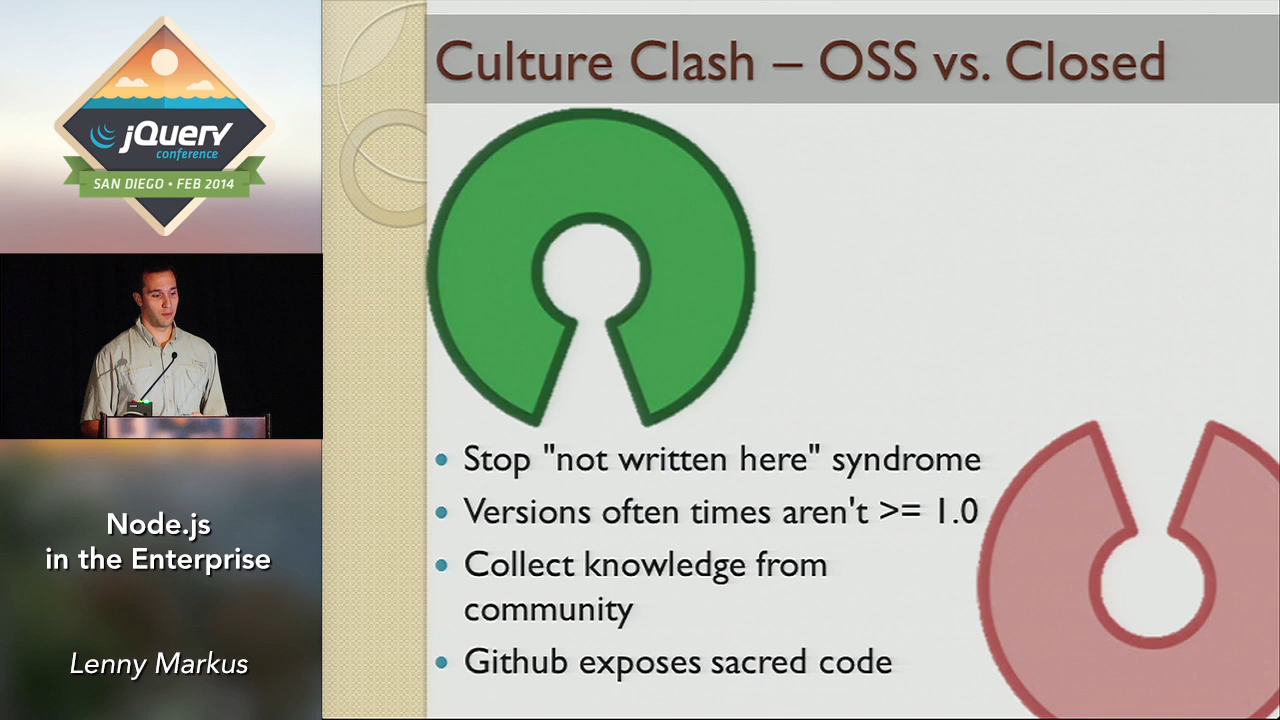 jQuery
conference
SAN DIEGO • FEB 2014
Node.js
in the Enterprise
Lenny Markus
Culture Clash – OSS vs. Closed
• Stop "not written here" syndrome
• Versions often times aren't >= 1.0
• Collect knowledge from
community
• Github exposes sacred code